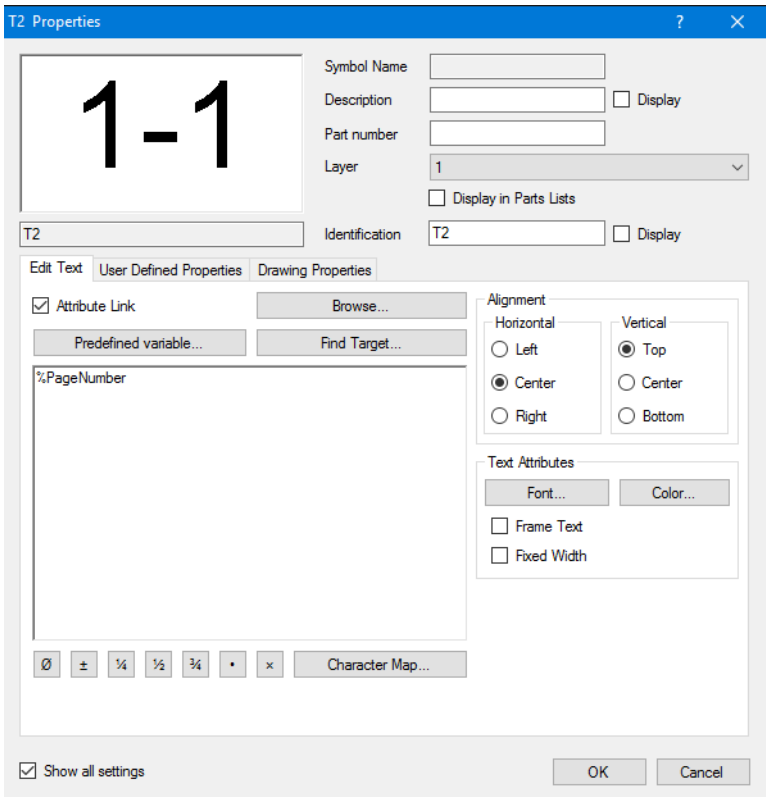 T2 Properties
?
1-1
Symbol Name
Description
Display
Part number
Layer
1
Display in Parts Lists
T2
Identification
T2
Display
Edit Text
User Defined Properties
Drawing Properties
Attribute Link
Browse...
Predefined variable...
Find Target...
%PageNumber
Ø
±
¼
½
¾
•
×
Character Map...
Alignment
Horizontal
Left
Center
Right
Vertical
Top
Center
Bottom
Text Attributes
Font...
Color...
Frame Text
Fixed Width
Show all settings
OK
Cancel